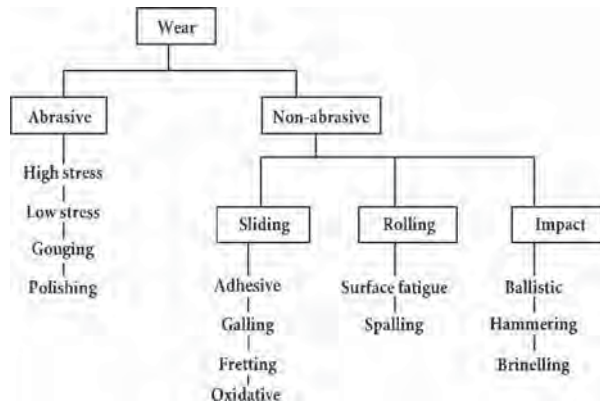 Wear
Abrasive
Non-abrasive
High stress
Low stress
Gouging
Polishing
Sliding
Rolling
Impact
Adhesive
Galling
Fretting
Oxidative
Surface fatigue
Spalling
Ballistic
Hammering
Brinelling